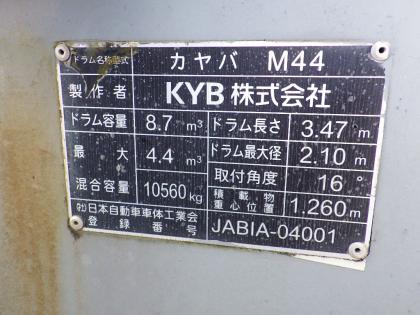 ドラム名称型式 カヤバ M44
製作者 KYB株式会社
ドラム容量 8.7 m³ ドラム長さ 3.47 m
最大 4.4 m³ ドラム最大径 2.10 m
混合容量 10560 kg 取付角度 16 °
積載物重心位置 1.260 m
(社)日本自動車車体工業会
登録番号 JABIA-04001